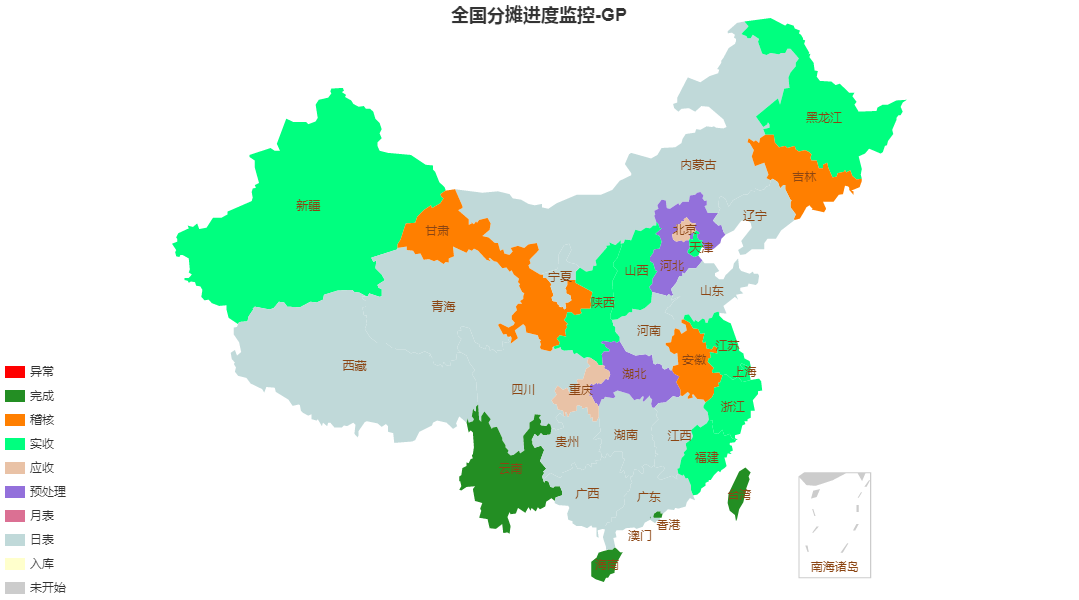 全国分摊进度监控-GP
黑龙江
内蒙古
吉林
新疆
辽宁
甘肃
北京
天津
河北
山西
宁夏
山东
陕西
青海
河南
江苏
安徽
西藏
上海
湖北
四川
重庆
浙江
湖南
江西
贵州
福建
云南
广西
广东
台湾
香港
澳门
海南
南海诸岛
异常
完成
稽核
实收
应收
预处理
月表
日表
入库
未开始